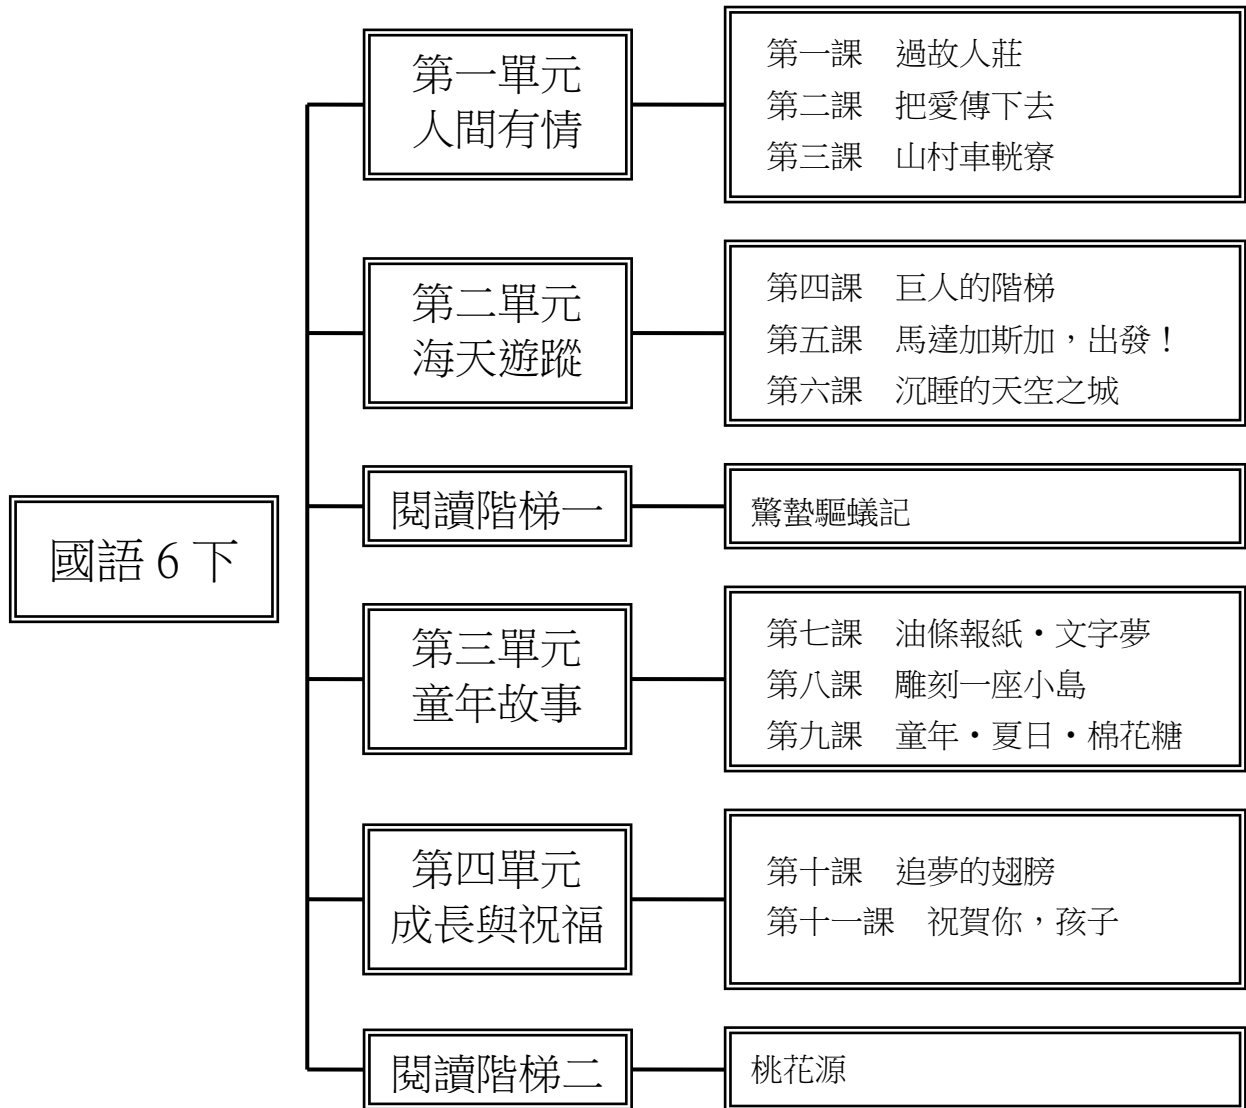 國語 6 下
第一單元
人間有情
第一課　過故人莊
第二課　把愛傳下去
第三課　山村車輄寮
第二單元
海天遊蹤
第四課　巨人的階梯
第五課　馬達加斯加，出發！
第六課　沉睡的天空之城
閱讀階梯一
驚蟄驅蟻記
第三單元
童年故事
第七課　油條報紙・文字夢
第八課　雕刻一座小島
第九課　童年・夏日・棉花糖
第四單元
成長與祝福
第十課　追夢的翅膀
第十一課　祝賀你，孩子
閱讀階梯二
桃花源